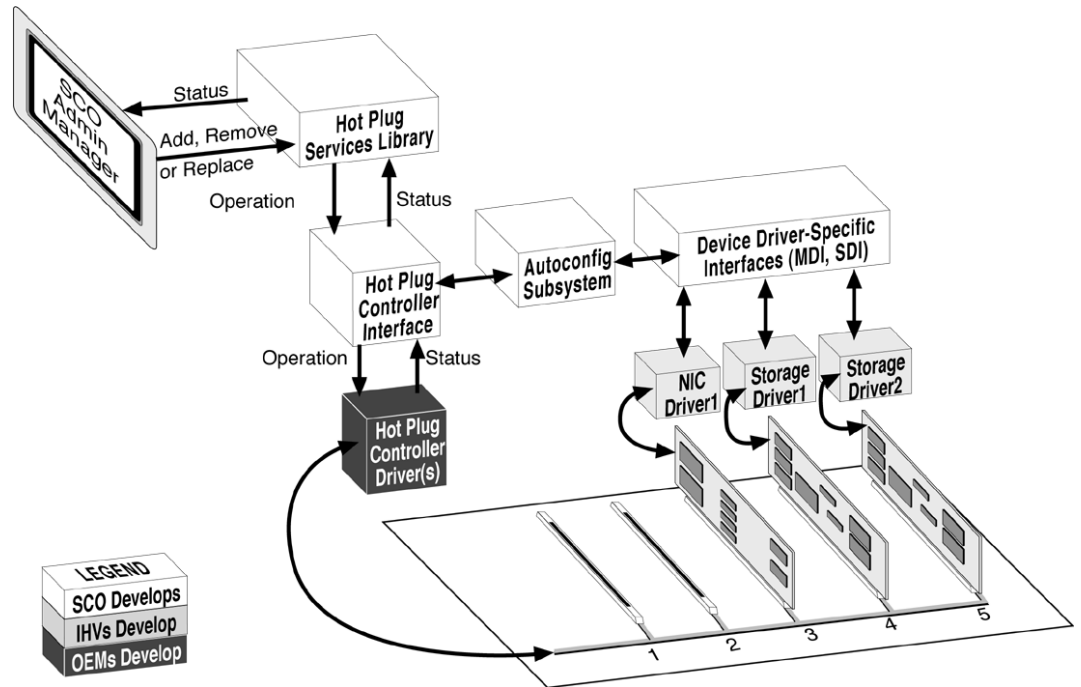 SCO
Admin
Manager
Status
Add, Remove
or Replace
Hot Plug
Services Library
Operation
Status
Hot Plug
Controller
Interface
Autoconfig
Subsystem
Device Driver-Specific
Interfaces (MDI, SDI)
Operation
Status
Hot Plug
Controller
Driver(s)
NIC
Driver1
Storage
Driver1
Storage
Driver2
1
2
3
4
5
LEGEND
SCO Develops
IHVs Develop
OEMs Develop